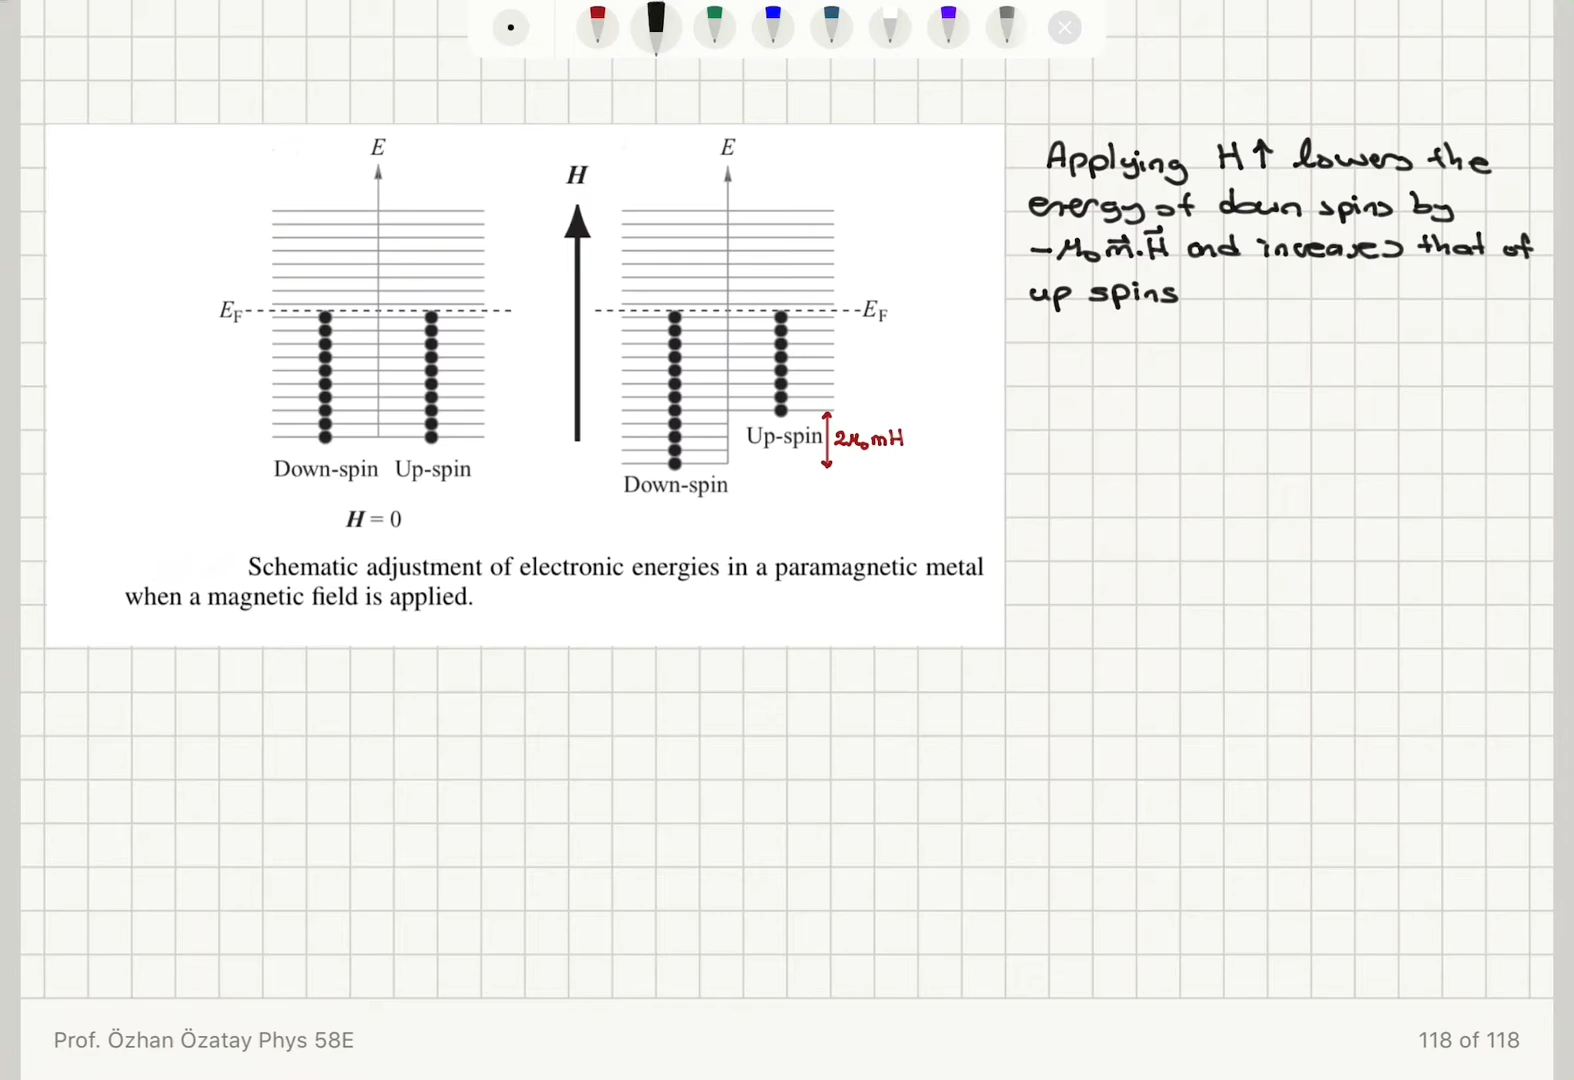 E
E
H
E_F
E_F
Down-spin Up-spin
Up-spin
2μ₀mH
Down-spin
H = 0
Schematic adjustment of electronic energies in a paramagnetic metal
when a magnetic field is applied.
Applying H↑ lowers the
energy of down spins by
-μ₀m⃗.H⃗ and increases that of
up spins
Prof. Özhan Özatay Phys 58E
118 of 118